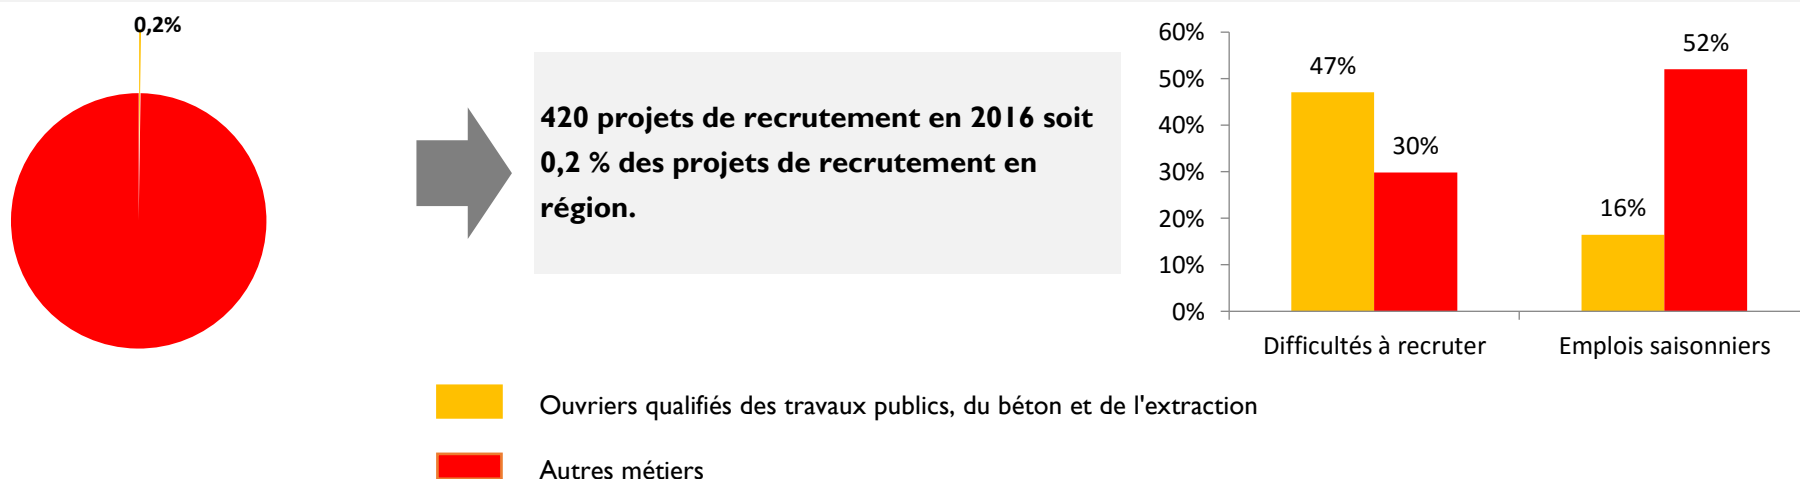 0,2%
420 projets de recrutement en 2016 soit
0,2 % des projets de recrutement en
région.
60%
50%
40%
30%
20%
10%
0%
47%
30%
16%
52%
Difficultés à recruter
Emplois saisonniers
Ouvriers qualifiés des travaux publics, du béton et de l'extraction
Autres métiers